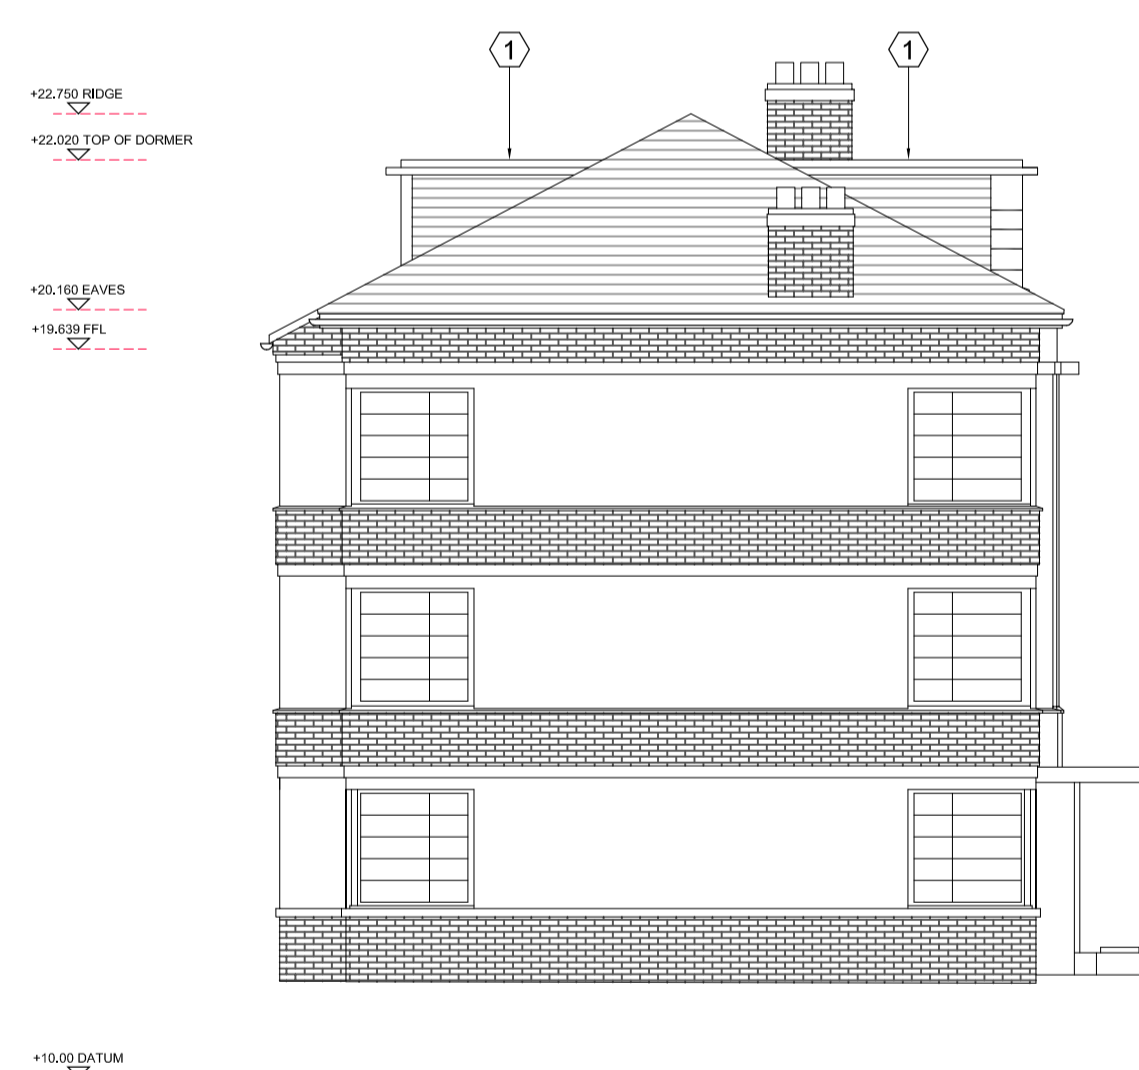 1
1
+22.750 RIDGE
+22.020 TOP OF DORMER
+20.160 EAVES
+19.639 FFL
+10.00 DATUM